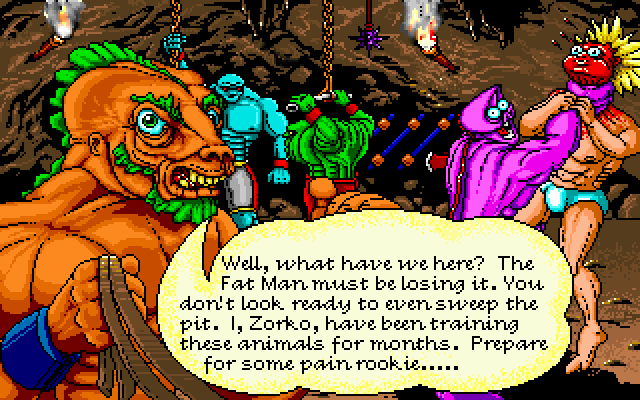 Well, what have we here?  The
Fat Man must be losing it. You
don't look ready to even sweep the
pit.  I, Zorko, have been training
these animals for months.  Prepare
for some pain rookie.....